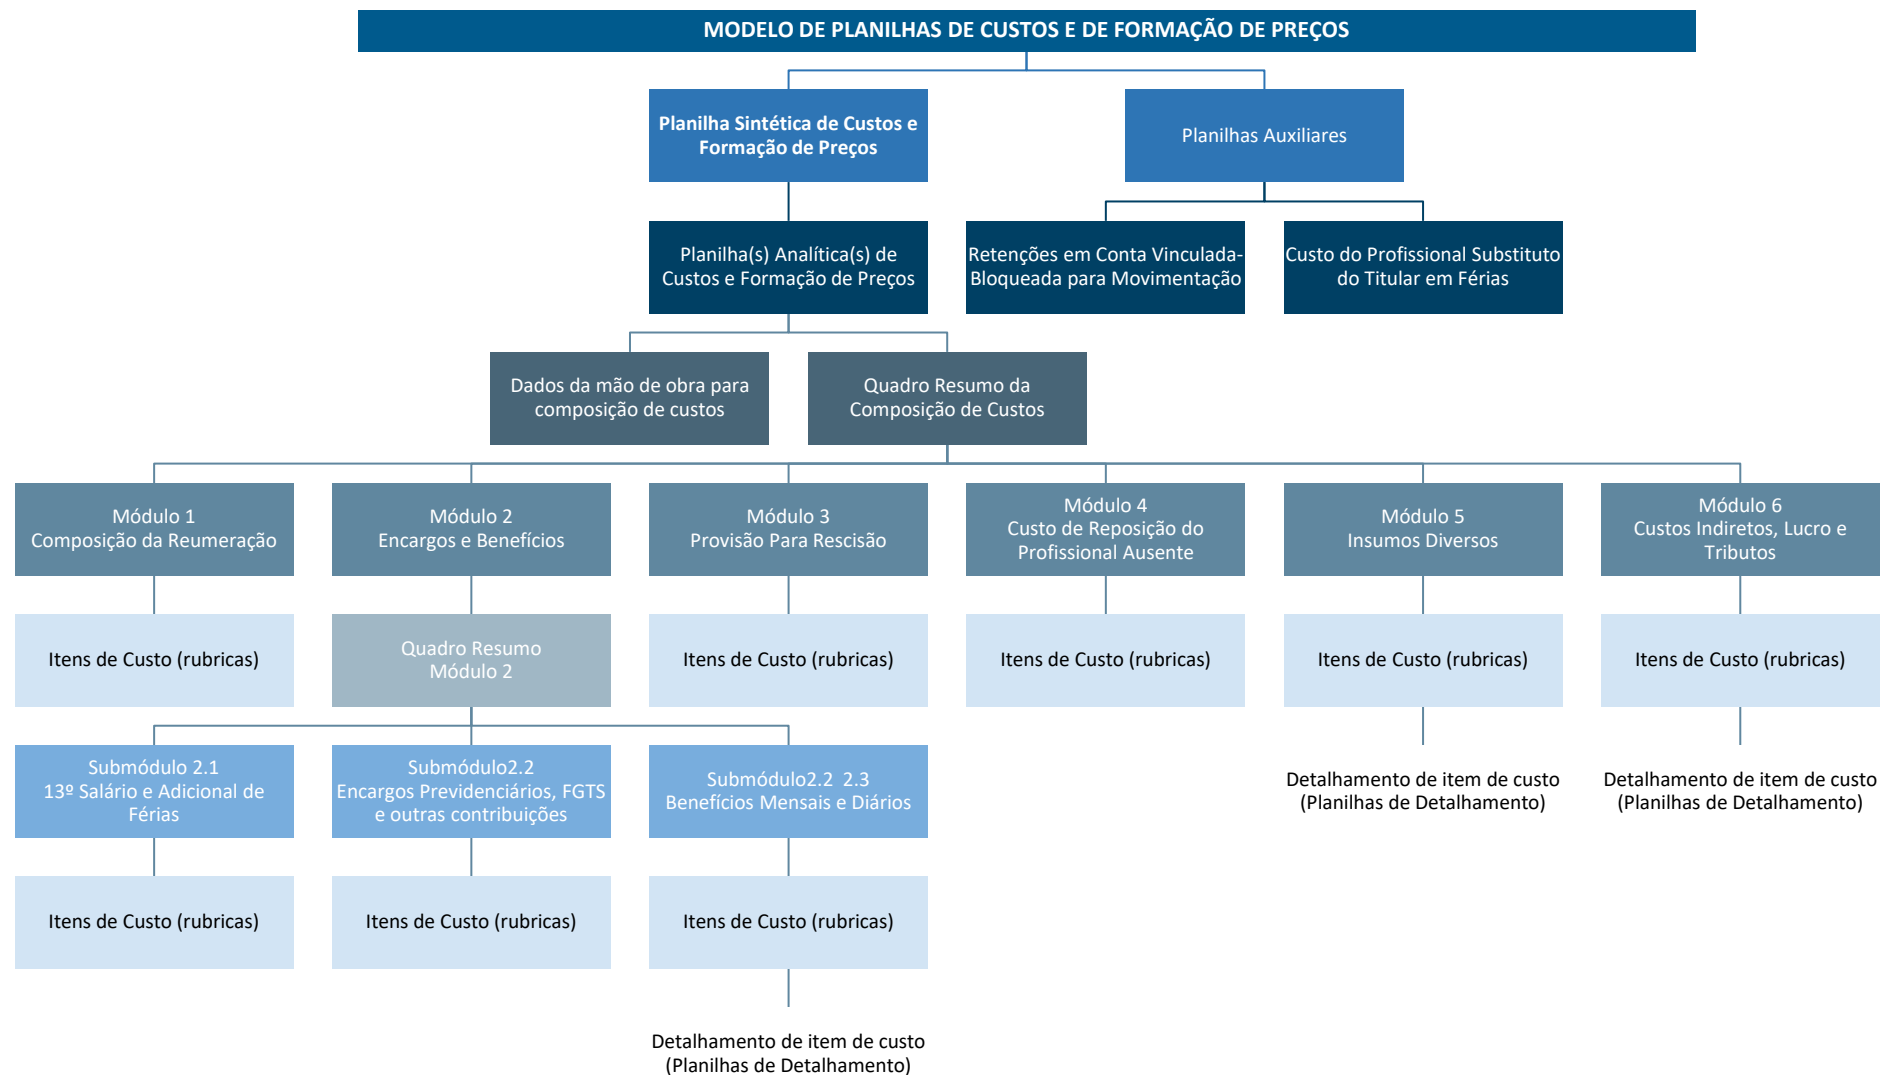 MODELO DE PLANILHAS DE CUSTOS E DE FORMAÇÃO DE PREÇOS
Planilha Sintética de Custos e
Formação de Preços
Planilhas Auxiliares
Planilha(s) Analítica(s) de
Custos e Formação de Preços
Retenções em Conta Vinculada-
Bloqueada para Movimentação
Custo do Profissional Substituto
do Titular em Férias
Dados da mão de obra para
composição de custos
Quadro Resumo da
Composição de Custos
Módulo 1
Composição da Reumeração
Módulo 2
Encargos e Benefícios
Módulo 3
Provisão Para Rescisão
Módulo 4
Custo de Reposição do
Profissional Ausente
Módulo 5
Insumos Diversos
Módulo 6
Custos Indiretos, Lucro e
Tributos
Itens de Custo (rubricas)
Quadro Resumo
Módulo 2
Itens de Custo (rubricas)
Itens de Custo (rubricas)
Itens de Custo (rubricas)
Itens de Custo (rubricas)
Submódulo 2.1
13º Salário e Adicional de
Férias
Submódulo2.2
Encargos Previdenciários, FGTS
e outras contribuições
Submódulo2.2 2.3
Benefícios Mensais e Diários
Detalhamento de item de custo
(Planilhas de Detalhamento)
Detalhamento de item de custo
(Planilhas de Detalhamento)
Itens de Custo (rubricas)
Itens de Custo (rubricas)
Itens de Custo (rubricas)
Detalhamento de item de custo
(Planilhas de Detalhamento)